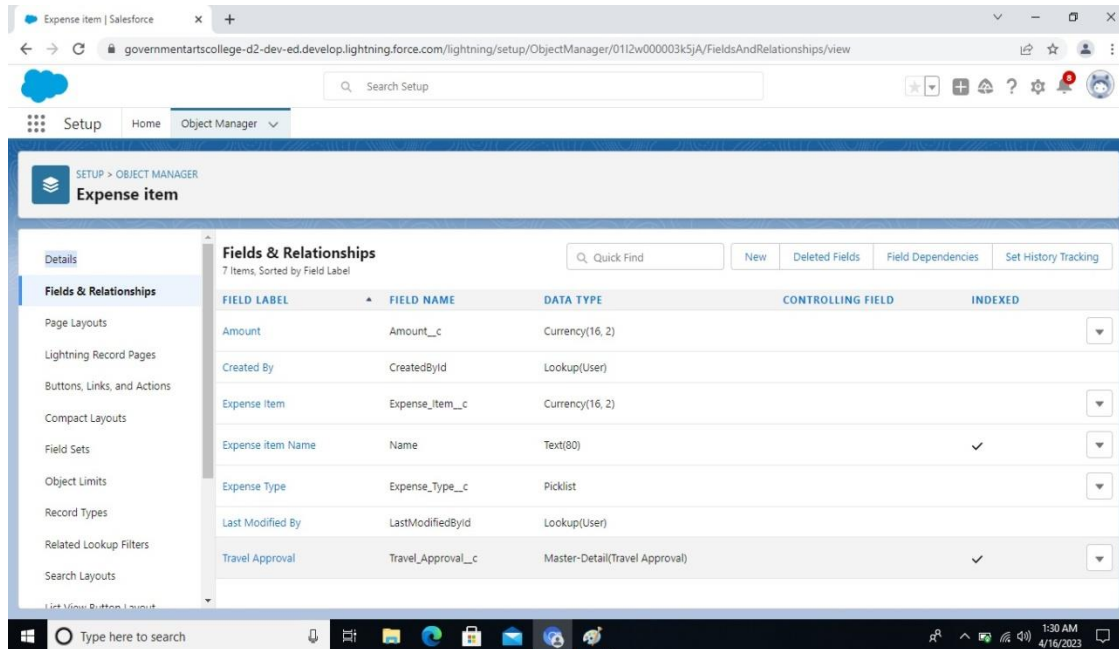 Expense item | Salesforce
governmentartscollege-d2-dev-ed.develop.lightning.force.com/lightning/setup/ObjectManager/01I2w000003k5jA/FieldsAndRelationships/view
Search Setup
8
Setup Home Object Manager
SETUP > OBJECT MANAGER
Expense item
Details
Fields & Relationships
Page Layouts
Lightning Record Pages
Buttons, Links, and Actions
Compact Layouts
Field Sets
Object Limits
Record Types
Related Lookup Filters
Search Layouts
List View Button Layout
Fields & Relationships
7 Items, Sorted by Field Label
Quick Find New Deleted Fields Field Dependencies Set History Tracking
FIELD LABEL FIELD NAME DATA TYPE CONTROLLING FIELD INDEXED
Amount Amount__c Currency(16, 2)
Created By CreatedById Lookup(User)
Expense Item Expense_Item__c Currency(16, 2)
Expense item Name Name Text(80)
Expense Type Expense_Type__c Picklist
Last Modified By LastModifiedById Lookup(User)
Travel Approval Travel_Approval__c Master-Detail(Travel Approval)
Type here to search
1:30 AM
4/16/2023